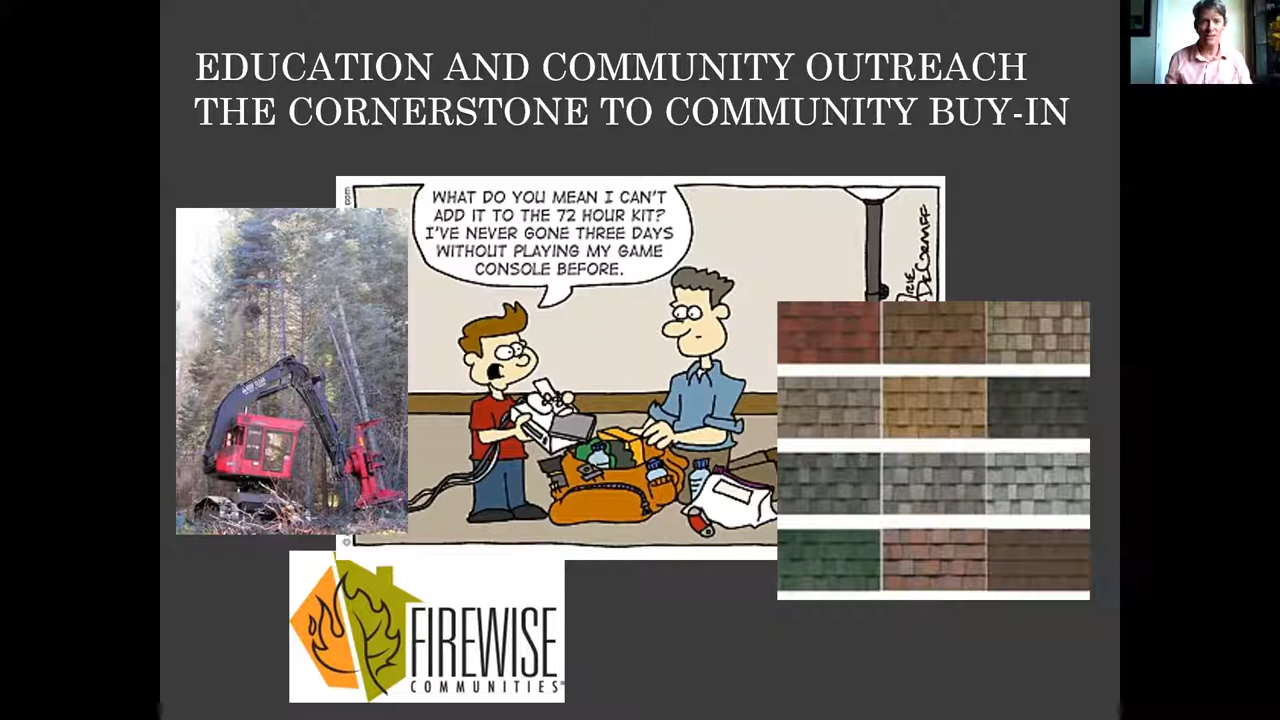 EDUCATION AND COMMUNITY OUTREACH
THE CORNERSTONE TO COMMUNITY BUY-IN
WHAT DO YOU MEAN I CAN'T
ADD IT TO THE 72 HOUR KIT?
I'VE NEVER GONE THREE DAYS
WITHOUT PLAYING MY GAME
CONSOLE BEFORE.
FIREWISE
COMMUNITIES